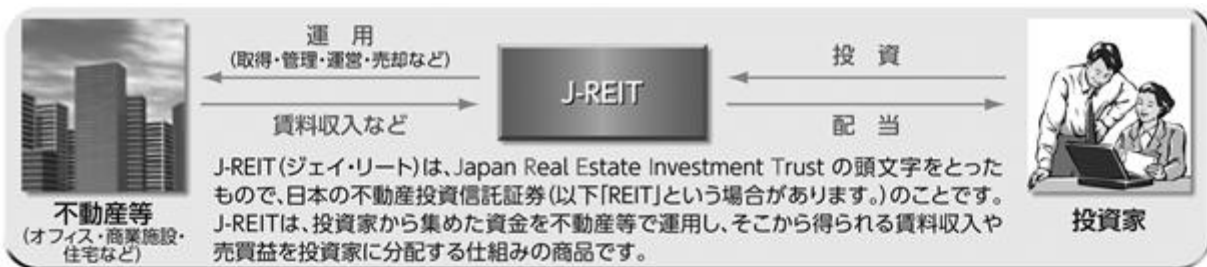 運 用
(取得・管理・運営・売却など)
賃料収入など
J-REIT
投 資
配 当
J-REIT(ジェイ・リート)は、Japan Real Estate Investment Trust の頭文字をとった
もので、日本の不動産投資信託証券(以下「REIT」という場合があります。)のことです。
J-REITは、投資家から集めた資金を不動産等で運用し、そこから得られる賃料収入や
売買益を投資家に分配する仕組みの商品です。
不動産等
(オフィス・商業施設・
住宅など)
投資家